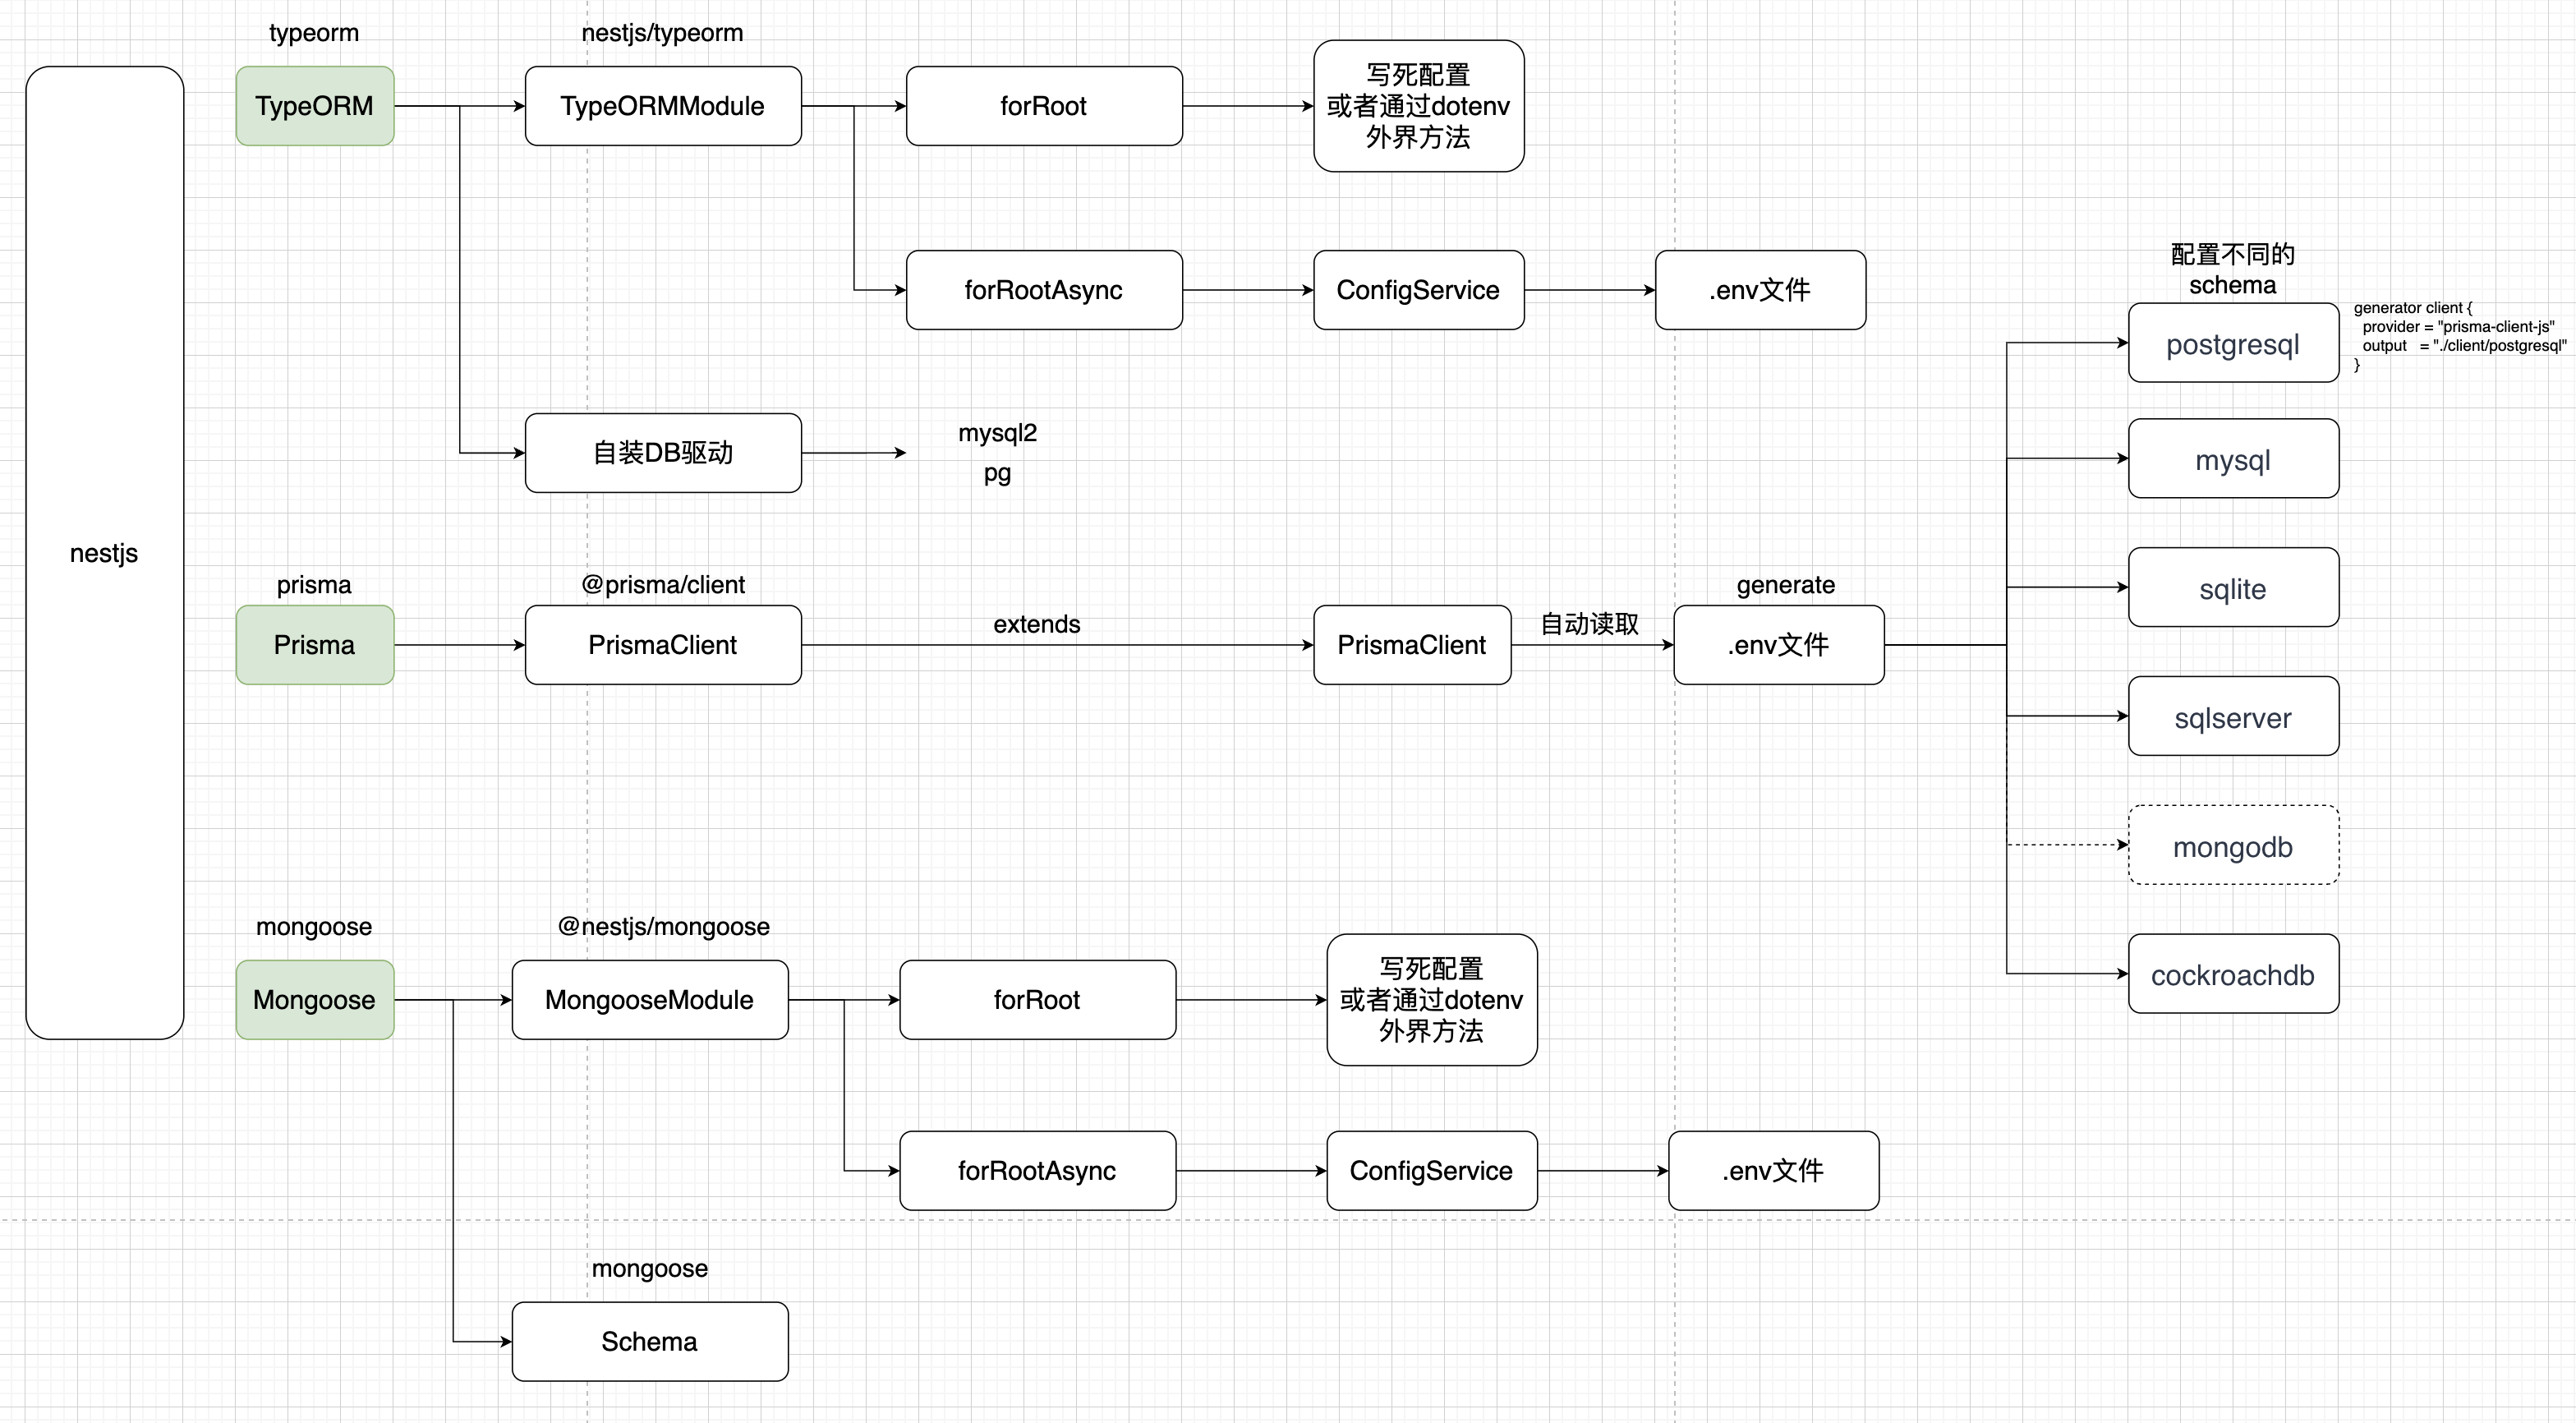 nestjs
typeorm
TypeORM
nestjs/typeorm
TypeORMModule
forRoot
写死配置
或者通过dotenv
外界方法
forRootAsync
ConfigService
.env文件
自装DB驱动
mysql2
pg
prisma
Prisma
@prisma/client
PrismaClient
extends
PrismaClient
自动读取
generate
.env文件
配置不同的
schema
postgresql
generator client {
provider = "prisma-client-js"
output = "./client/postgresql"
}
mysql
sqlite
sqlserver
mongodb
cockroachdb
mongoose
Mongoose
@nestjs/mongoose
MongooseModule
forRoot
写死配置
或者通过dotenv
外界方法
forRootAsync
ConfigService
.env文件
mongoose
Schema